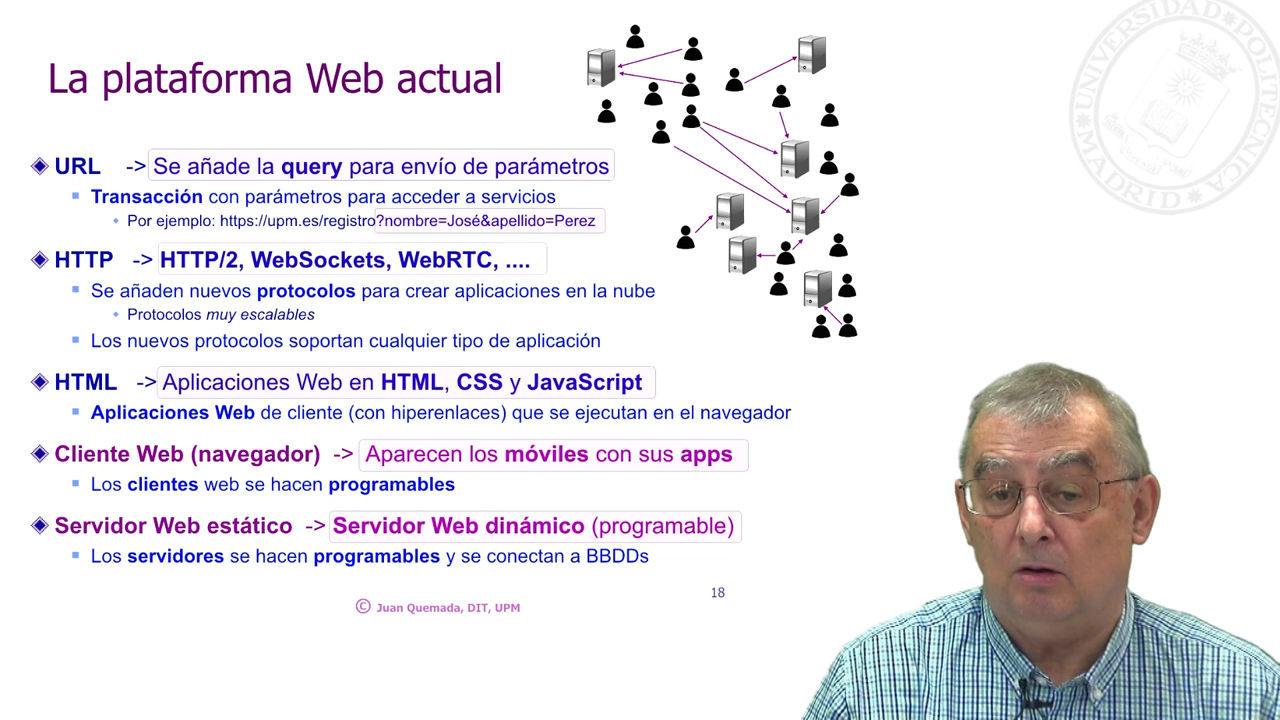 La plataforma Web actual
URL -> Se añade la query para envío de parámetros
Transacción con parámetros para acceder a servicios
Por ejemplo: https://upm.es/registro?nombre=José&apellido=Perez
HTTP -> HTTP/2, WebSockets, WebRTC, ....
Se añaden nuevos protocolos para crear aplicaciones en la nube
Protocolos muy escalables
Los nuevos protocolos soportan cualquier tipo de aplicación
HTML -> Aplicaciones Web en HTML, CSS y JavaScript
Aplicaciones Web de cliente (con hiperenlaces) que se ejecutan en el navegador
Cliente Web (navegador) -> Aparecen los móviles con sus apps
Los clientes web se hacen programables
Servidor Web estático -> Servidor Web dinámico (programable)
Los servidores se hacen programables y se conectan a BBDDs
18
© Juan Quemada, DIT, UPM
UNIVERSIDAD POLITÉCNICA
MADRID